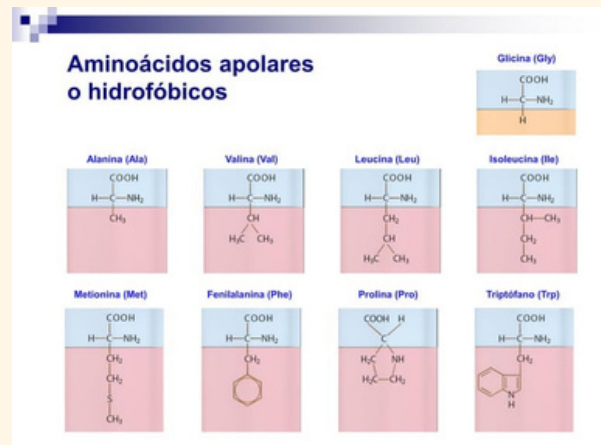 Aminoácidos apolares
o hidrofóbicos
Glicina (Gly)
COOH
H—C—NH₂
H
Alanina (Ala)
COOH
H—C—NH₂
CH₃
Valina (Val)
COOH
H—C—NH₂
CH
H₃C CH₃
Leucina (Leu)
COOH
H—C—NH₂
CH₂
CH
H₃C CH₃
Isoleucina (Ile)
COOH
H—C—NH₂
CH—CH₃
CH₂
CH₃
Metionina (Met)
COOH
H—C—NH₂
CH₂
CH₂
S
CH₃
Fenilalanina (Phe)
COOH
H—C—NH₂
CH₂
Prolina (Pro)
COOH H
C
H₂C NH
H₂C—CH₂
Triptófano (Trp)
COOH
H—C—NH₂
CH₂
N
H